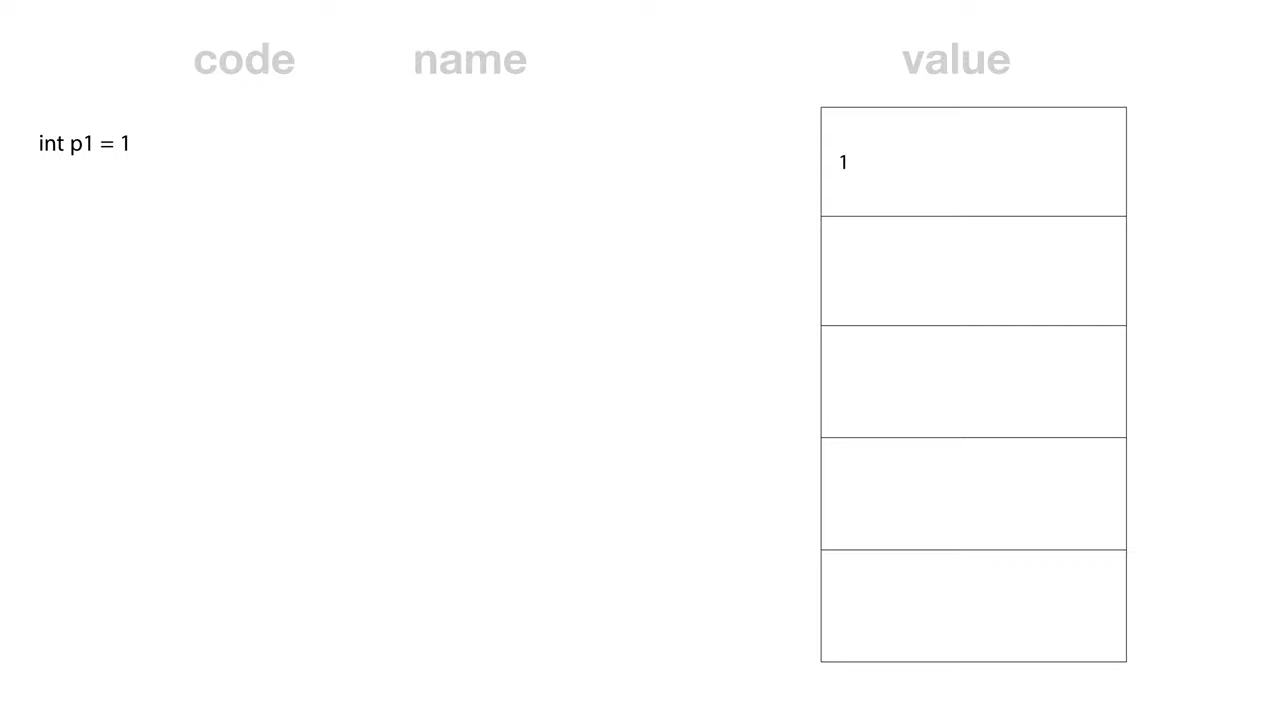 code name value
int p1 = 1
1